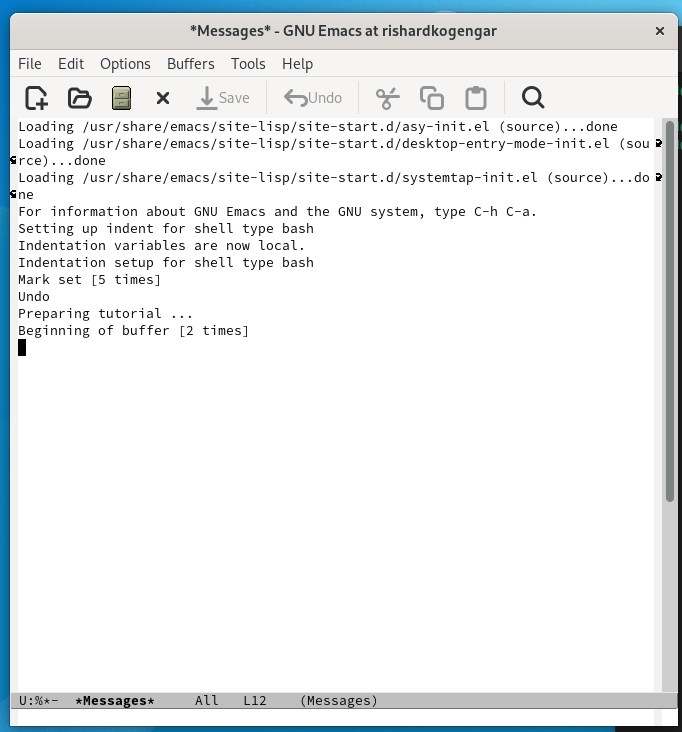 *Messages* - GNU Emacs at rishardkogengar
File Edit Options Buffers Tools Help
Save Undo
Loading /usr/share/emacs/site-lisp/site-start.d/asy-init.el (source)...done
Loading /usr/share/emacs/site-lisp/site-start.d/desktop-entry-mode-init.el (sou
rce)...done
Loading /usr/share/emacs/site-lisp/site-start.d/systemtap-init.el (source)...do
ne
For information about GNU Emacs and the GNU system, type C-h C-a.
Setting up indent for shell type bash
Indentation variables are now local.
Indentation setup for shell type bash
Mark set [5 times]
Undo
Preparing tutorial ...
Beginning of buffer [2 times]
U:%*-  *Messages*     All   L12    (Messages)